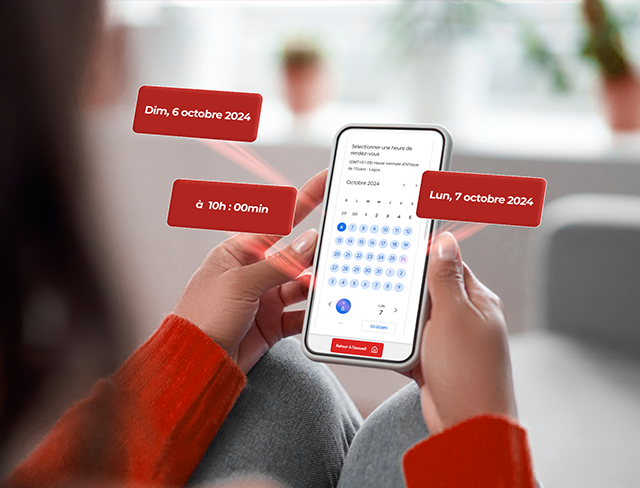 Dim, 6 octobre 2024
à 10h : 00min
Lun, 7 octobre 2024
Sélectionner une heure de
rendez-vous
(GMT+01:00) Heure normale d'Afrique
de l'Ouest - Lagos
Octobre 2024
29 30 1 2 3 4 5
6 7 8 9 10 11 12
13 14 15 16 17 18 19
20 21 22 23 24 25 26
27 28 29 30 31 1 2
3 4 5 6 7 8 9
6
LUN.
7
10:00am
Retour à l'accueil